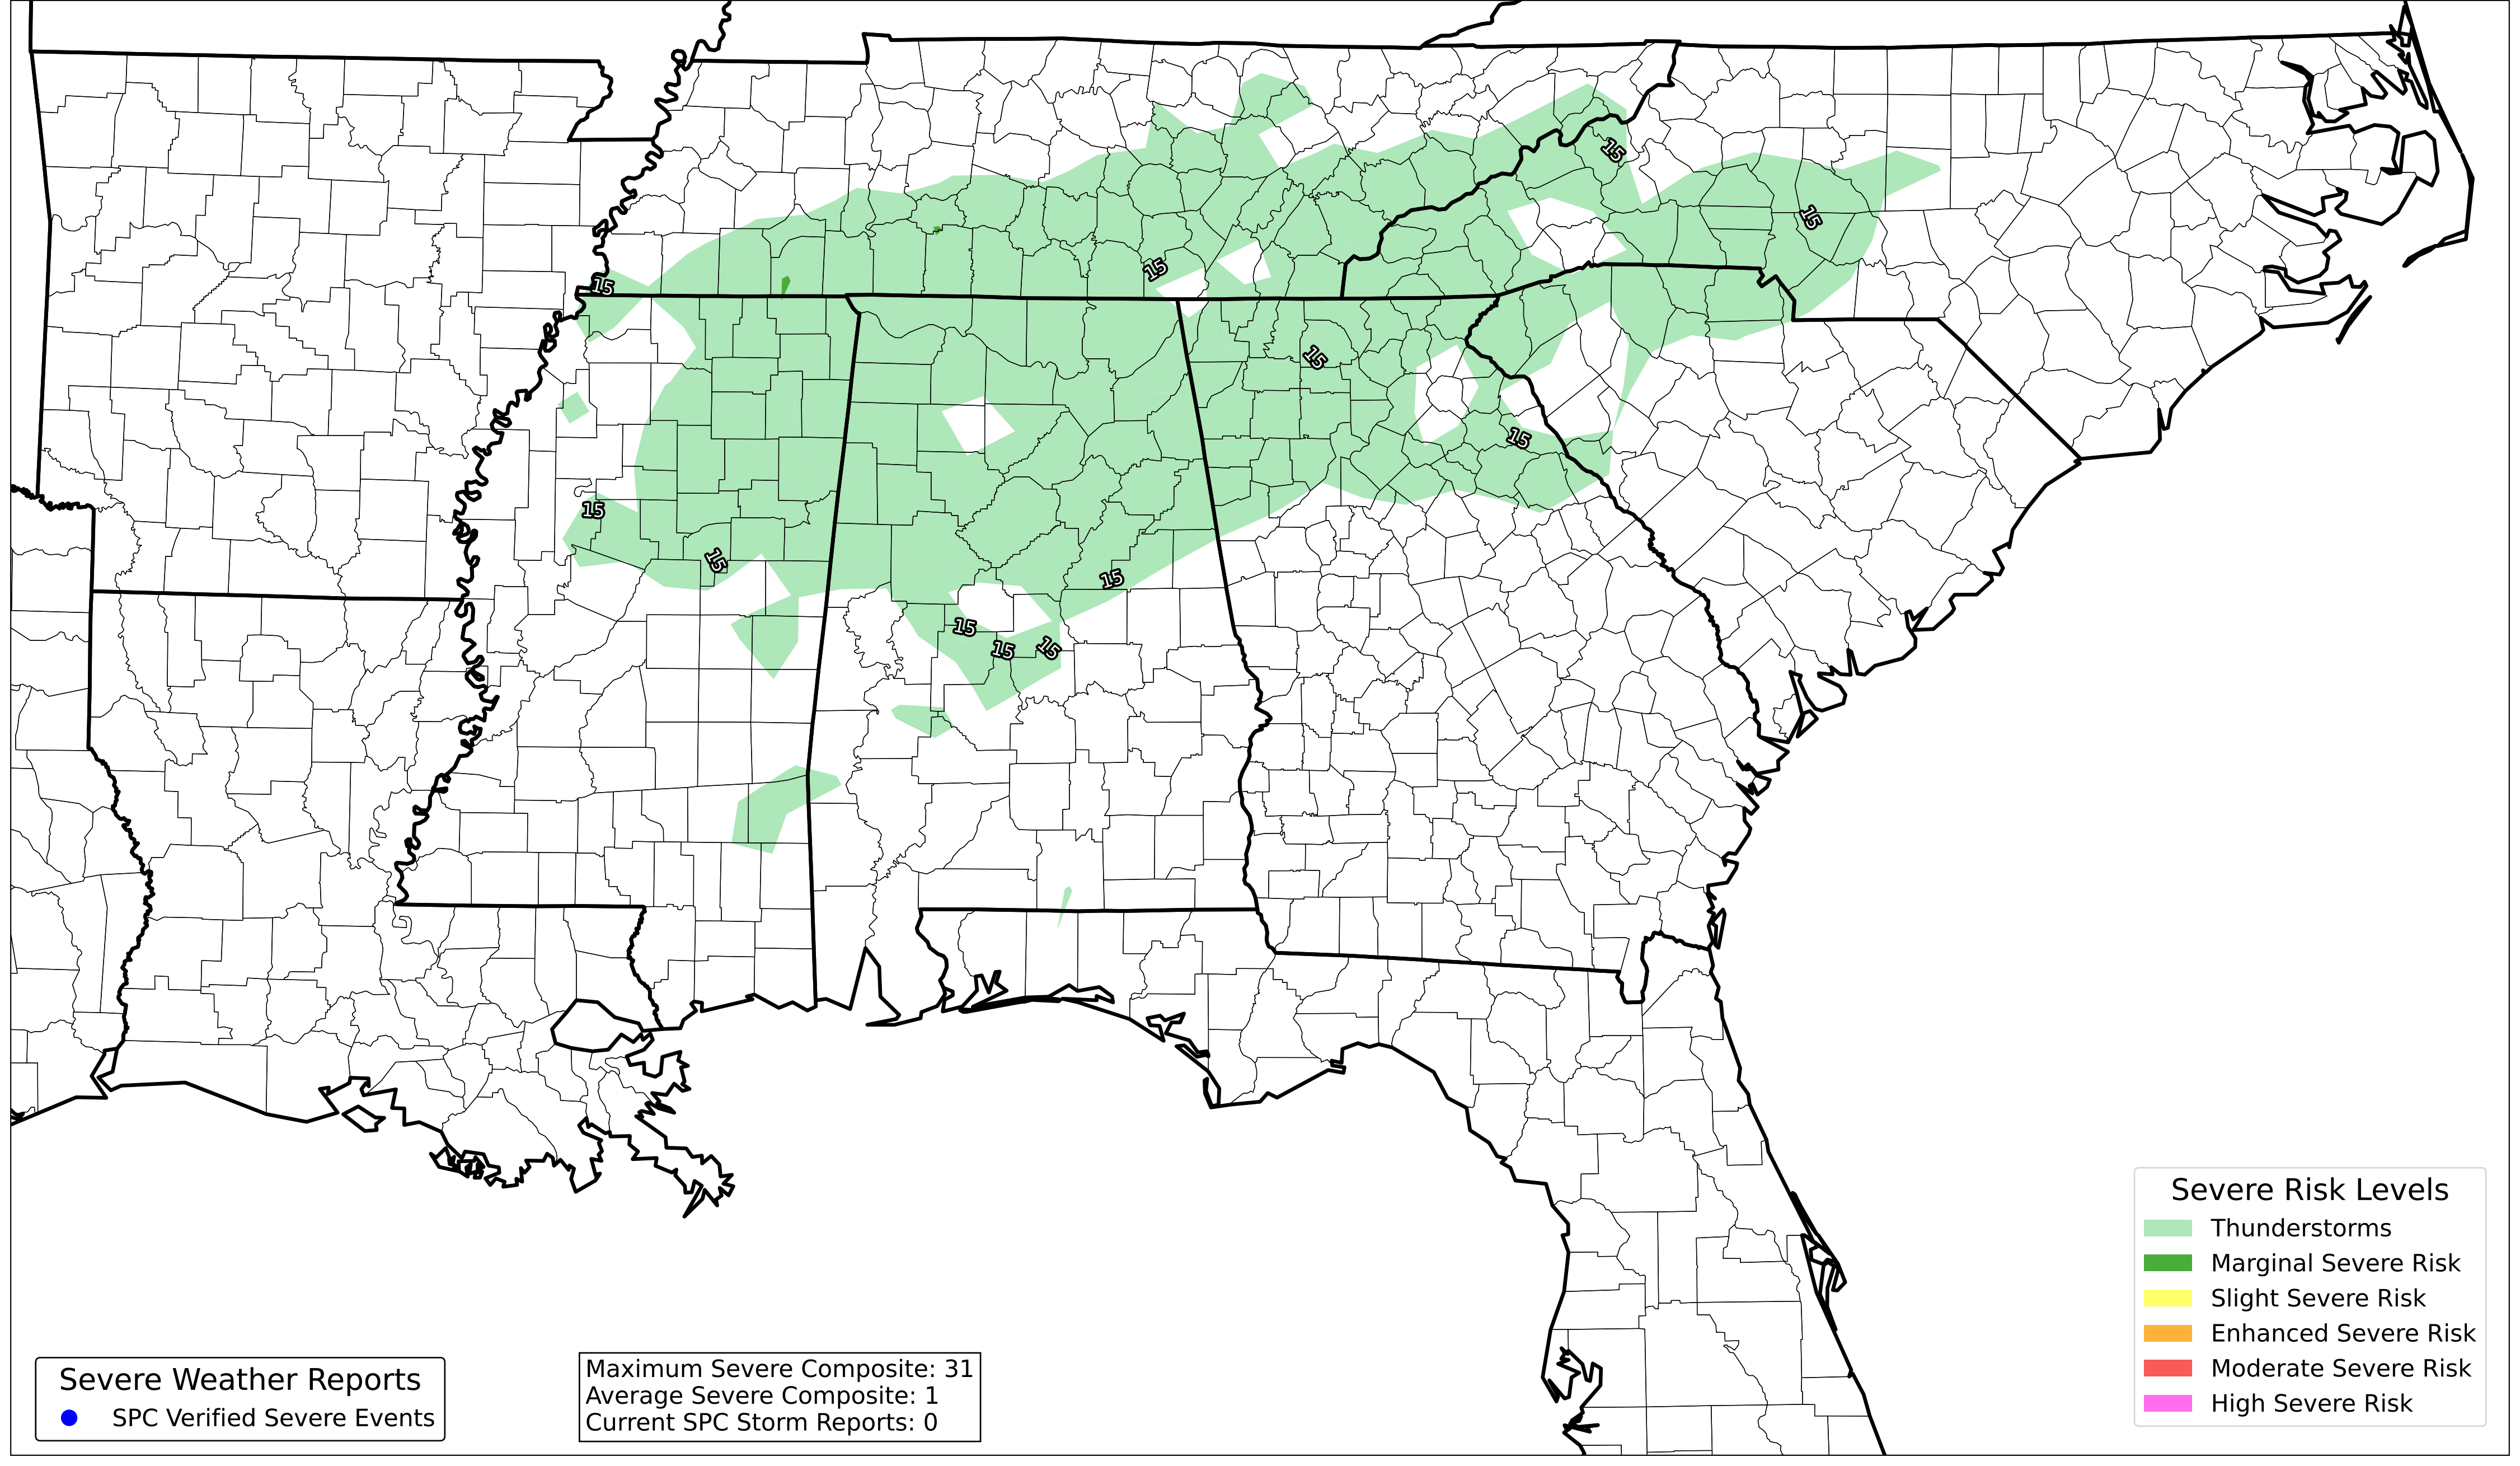 15
15
15
15
15
15
15
15
15
15
15
15
Severe Risk Levels
Thunderstorms
Marginal Severe Risk
Slight Severe Risk
Enhanced Severe Risk
Moderate Severe Risk
High Severe Risk
Severe Weather Reports
SPC Verified Severe Events
Maximum Severe Composite: 31
Average Severe Composite: 1
Current SPC Storm Reports: 0